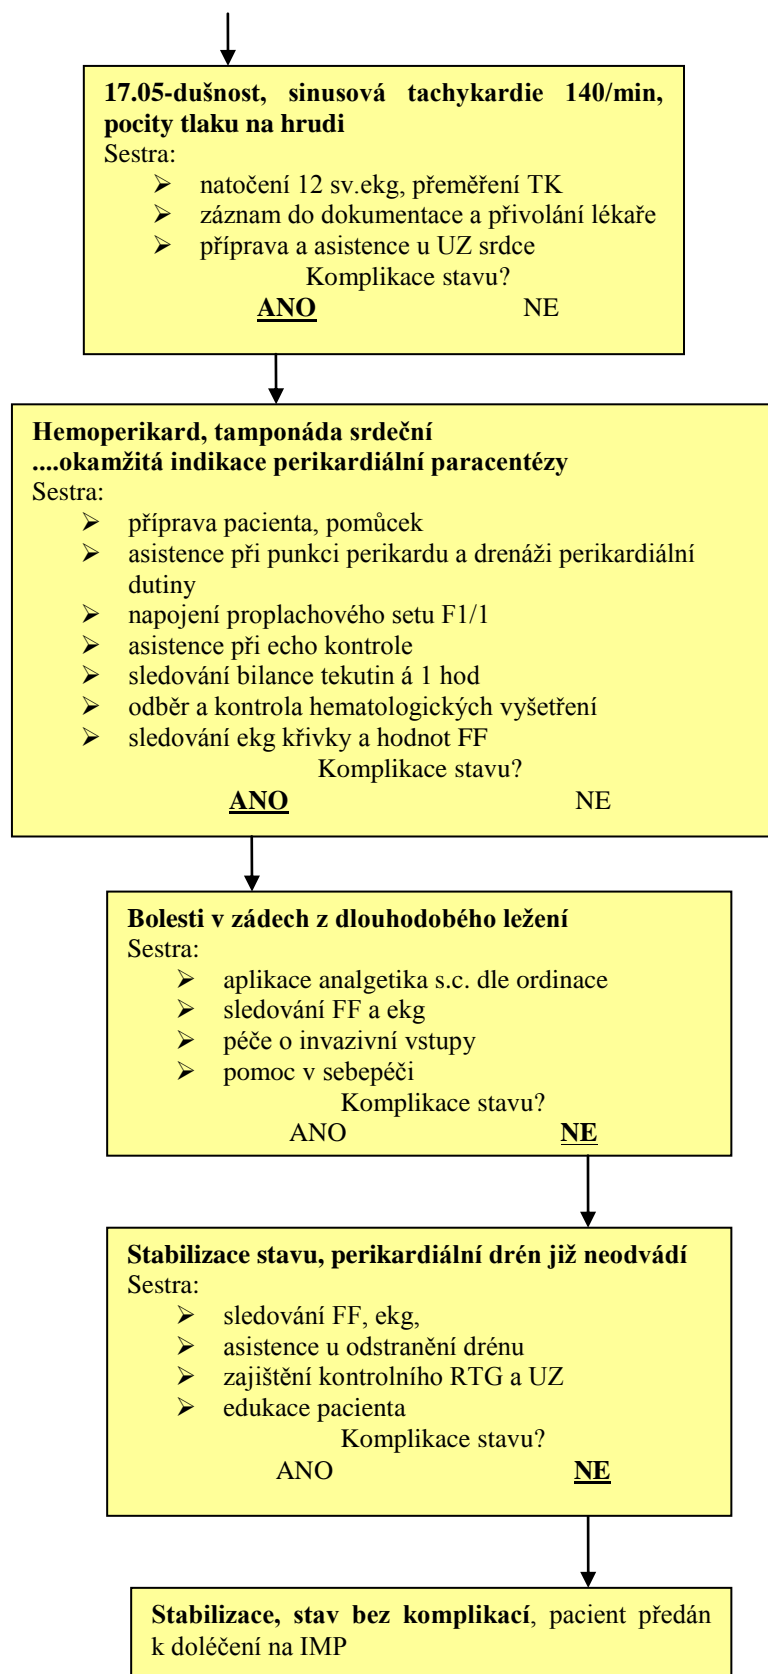 17.05-dušnost, sinusová tachykardie 140/min,
pocity tlaku na hrudi
Sestra:
➢ natočení 12 sv.ekg, přeměření TK
➢ záznam do dokumentace a přivolání lékaře
➢ příprava a asistence u UZ srdce
Komplikace stavu?
ANO NE
Hemoperikard, tamponáda srdeční
....okamžitá indikace perikardiální paracentézy
Sestra:
➢ příprava pacienta, pomůcek
➢ asistence při punkci perikardu a drenáži perikardiální
dutiny
➢ napojení proplachového setu F1/1
➢ asistence při echo kontrole
➢ sledování bilance tekutin á 1 hod
➢ odběr a kontrola hematologických vyšetření
➢ sledování ekg křivky a hodnot FF
Komplikace stavu?
ANO NE
Bolesti v zádech z dlouhodobého ležení
Sestra:
➢ aplikace analgetika s.c. dle ordinace
➢ sledování FF a ekg
➢ péče o invazivní vstupy
➢ pomoc v sebepéči
Komplikace stavu?
ANO NE
Stabilizace stavu, perikardiální drén již neodvádí
Sestra:
➢ sledování FF, ekg,
➢ asistence u odstranění drénu
➢ zajištění kontrolního RTG a UZ
➢ edukace pacienta
Komplikace stavu?
ANO NE
Stabilizace, stav bez komplikací, pacient předán
k doléčení na IMP